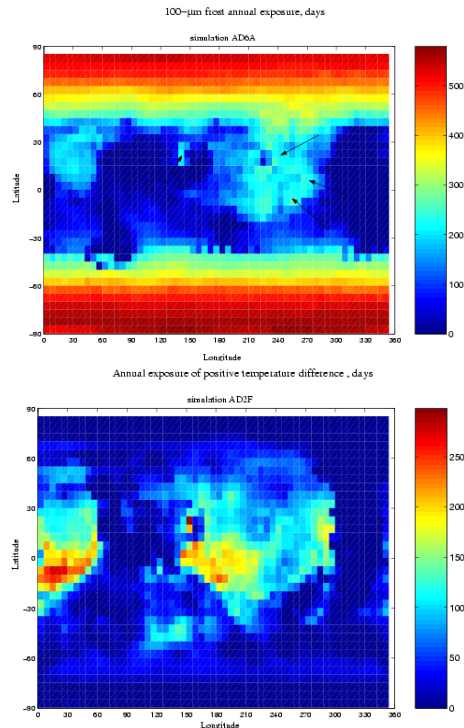 100-μm frost annual exposure, days
simulation AD6A
90
60
30
0
-30
-60
-90
Latitude
0 30 60 90 120 150 180 210 240 270 300 330 360
Longitude
500
400
300
200
100
0
Annual exposure of positive temperature difference , days
simulation AD2F
90
60
30
0
-30
-60
-90
Latitude
0 30 60 90 120 150 180 210 240 270 300 330 360
Longitude
250
200
150
100
50
0